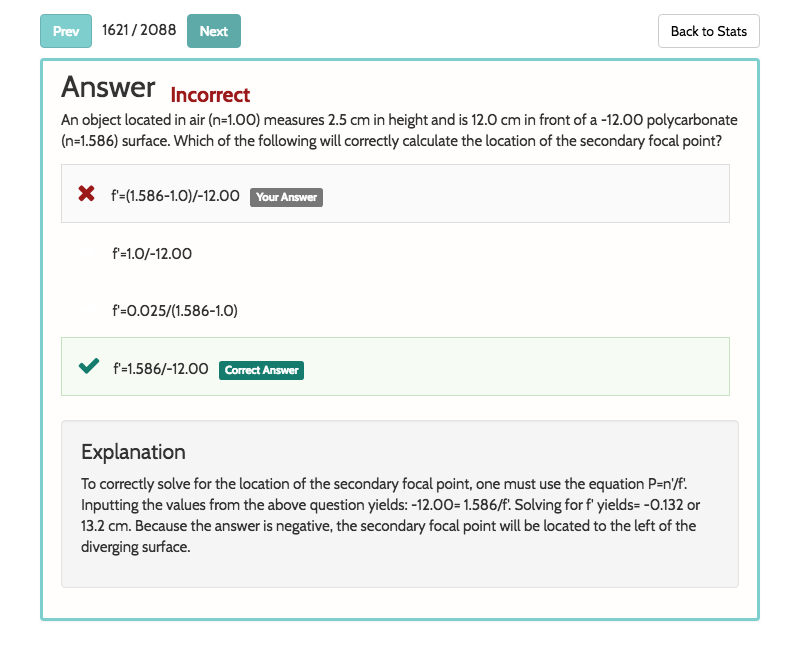 Prev 1621 / 2088 Next Back to Stats
Answer Incorrect
An object located in air (n=1.00) measures 2.5 cm in height and is 12.0 cm in front of a -12.00 polycarbonate
(n=1.586) surface. Which of the following will correctly calculate the location of the secondary focal point?
f'=(1.586-1.0)/-12.00 Your Answer
f'=1.0/-12.00
f'=0.025/(1.586-1.0)
f'=1.586/-12.00 Correct Answer
Explanation
To correctly solve for the location of the secondary focal point, one must use the equation P=n'/f'.
Inputting the values from the above question yields: -12.00= 1.586/f'. Solving for f' yields= -0.132 or
13.2 cm. Because the answer is negative, the secondary focal point will be located to the left of the
diverging surface.